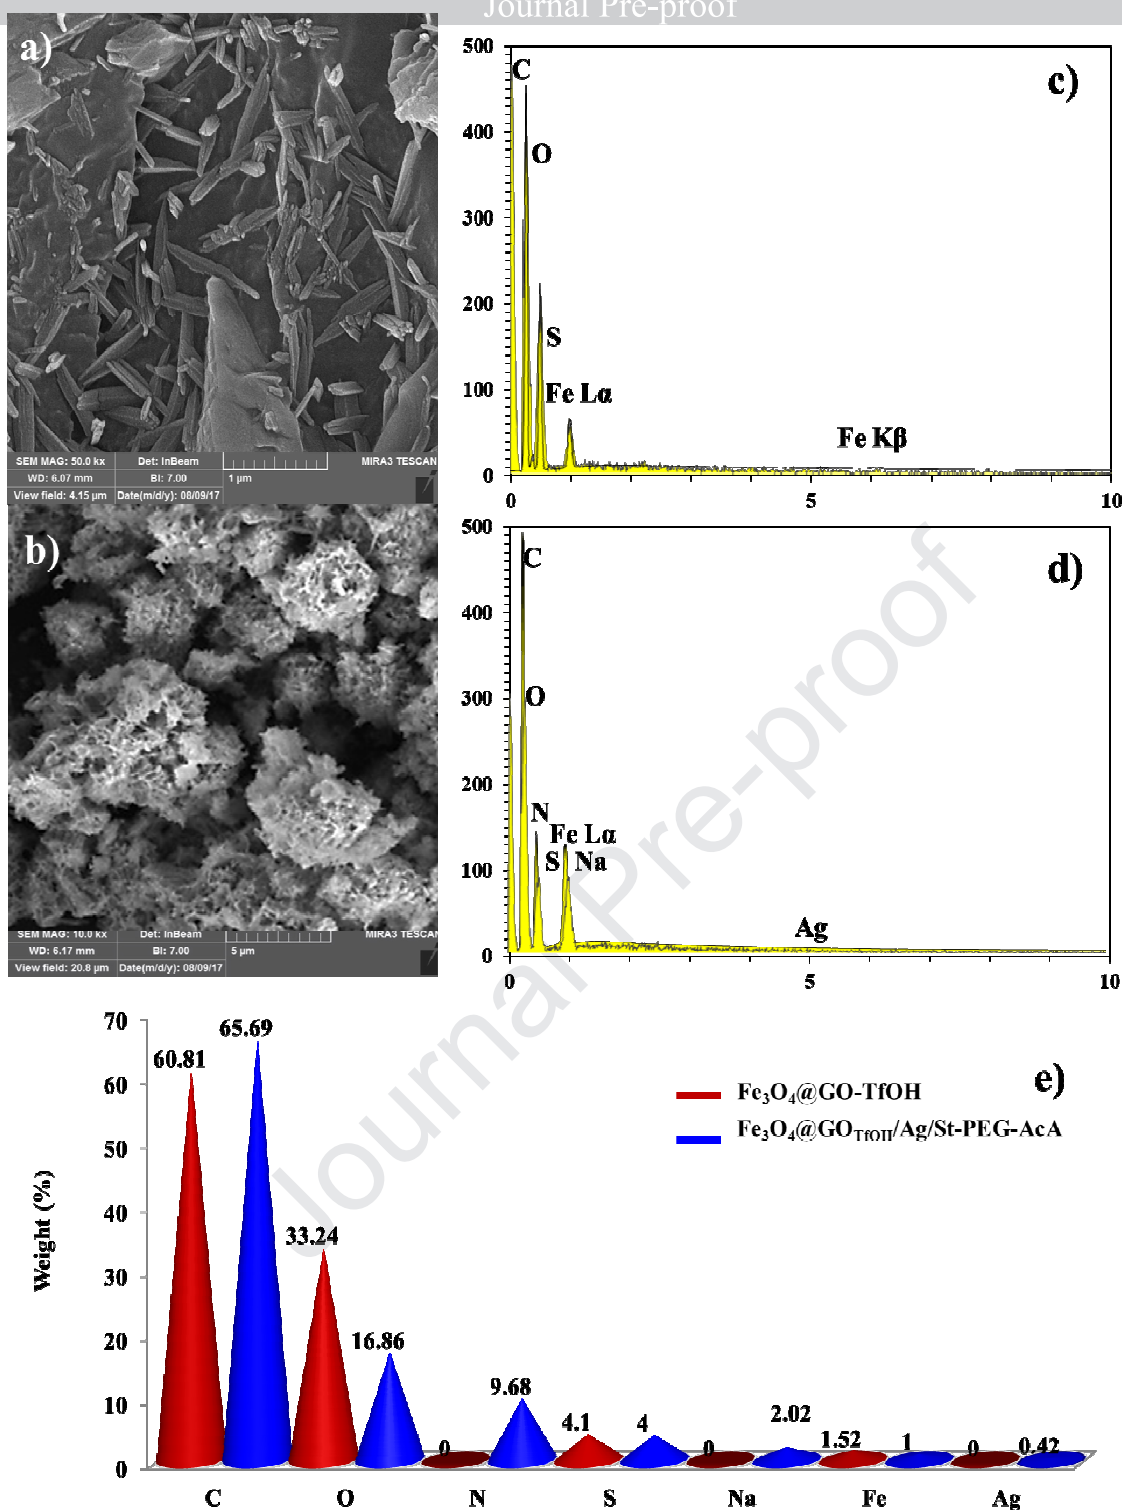 Journal Pre-proof
a)
SEM MAG: 50.0 kx
Det: InBeam
MIRA3 TESCAN
WD: 6.07 mm
BI: 7.00
1 µm
View field: 4.15 µm
Date(m/d/y): 08/09/17
b)
SEM MAG: 10.0 kx
Det: InBeam
MIRA3 TESCAN
WD: 6.17 mm
BI: 7.00
5 µm
View field: 20.8 µm
Date(m/d/y): 08/09/17
c)
500
400
300
200
100
0
C
O
S
Fe Lα
Fe Kβ
0 5 10
d)
500
400
300
200
100
0
C
O
N
Fe Lα
S Na
Ag
0 5 10
Journal Pre-proof
e)
Fe₃O₄@GO-TfOH
Fe₃O₄@GO_TfOH/Ag/St-PEG-AcA
Weight (%)
70
60
50
40
30
20
10
0
60.81
65.69
33.24
16.86
0
9.68
4.1
4
0
2.02
1.52
1
0
0.42
C O N S Na Fe Ag